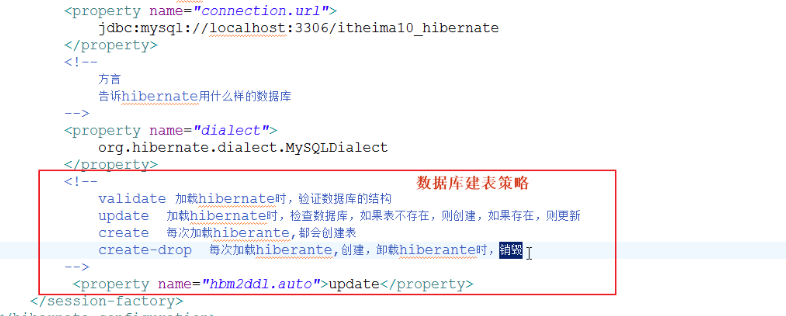 <property name="connection.url">
jdbc:mysql://localhost:3306/itheima10_hibernate
</property>
<!--
方言
告诉hibernate用什么样的数据库
-->
<property name="dialect">
org.hibernate.dialect.MySQLDialect
</property>
<!--
数据库建表策略
validate 加载hibernate时，验证数据库的结构
update 加载hibernate时，检查数据库，如果表不存在，则创建，如果存在，则更新
create 每次加载hiberante,都会创建表
create-drop 每次加载hiberante,创建，卸载hiberante时，销毁
-->
<property name="hbm2ddl.auto">update</property>
</session-factory>